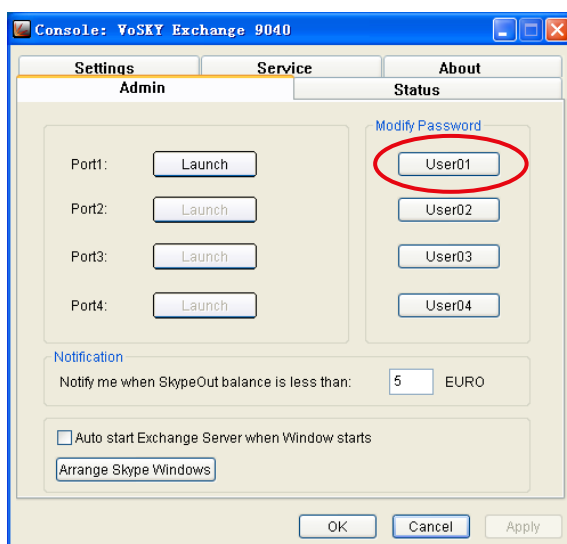 Console: VoSKY Exchange 9040
Settings Service About
Admin Status
Modify Password
Port1: Launch User01
Port2: Launch User02
Port3: Launch User03
Port4: Launch User04
Notification
Notify me when SkypeOut balance is less than: 5 EURO
Auto start Exchange Server when Window starts
Arrange Skype Windows
OK Cancel Apply